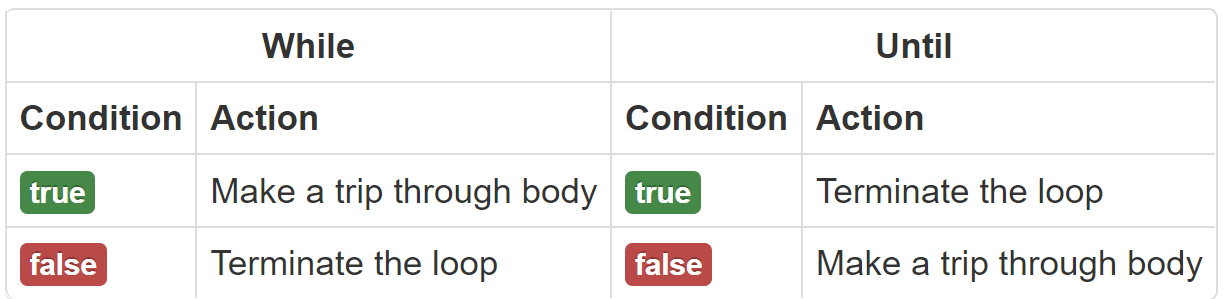 While Until
Condition Action Condition Action
true Make a trip through body true Terminate the loop
false Terminate the loop false Make a trip through body